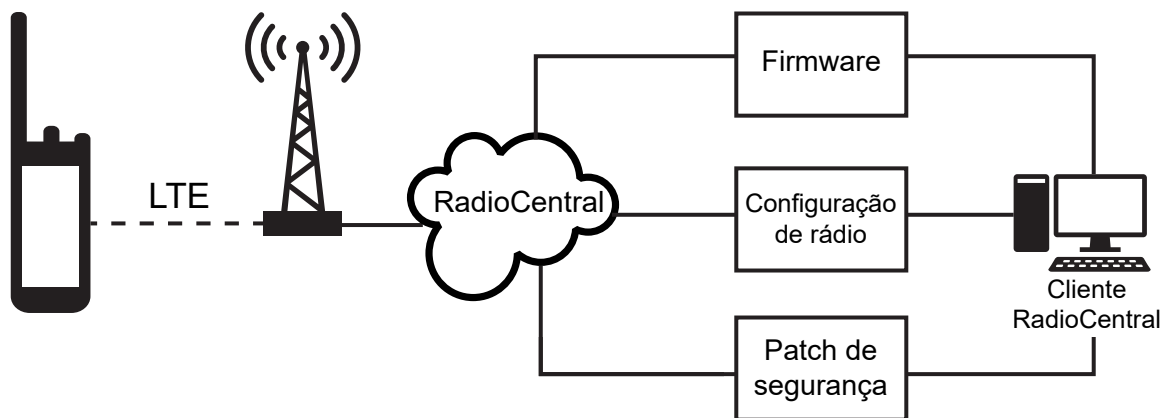 LTE
RadioCentral
Firmware
Configuração
de rádio
Patch de
segurança
Cliente
RadioCentral